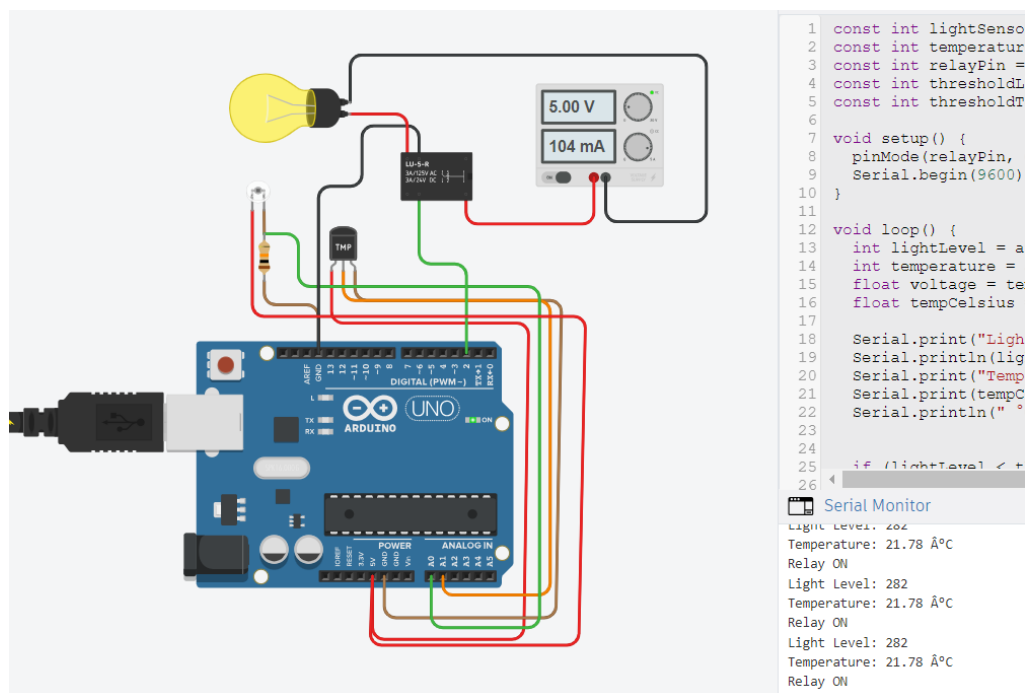 5.00 V
104 mA
LU-5-R
3A/125V AC
3A/24V DC
TMP
AREF
GND
13
12
~11
~10
~9
8
7
~6
~5
4
~3
2
TX→1
RX←0
DIGITAL (PWM~)
L
TX
RX
UNO
ARDUINO
ON
POWER
ANALOG IN
IOREF
RESET
3.3V
5V
GND
GND
Vin
A0
A1
A2
A3
A4
A5
1 const int lightSenso
2 const int temperatur
3 const int relayPin =
4 const int thresholdL
5 const int thresholdT
6
7 void setup() {
8 pinMode(relayPin,
9 Serial.begin(9600)
10 }
11
12 void loop() {
13 int lightLevel = a
14 int temperature =
15 float voltage = te
16 float tempCelsius
17
18 Serial.print("Ligh
19 Serial.println(lig
20 Serial.print("Temp
21 Serial.print(tempC
22 Serial.println(" °
23
24
25 if (lightLevel < t
26
Serial Monitor
Light Level: 282
Temperature: 21.78 Â°C
Relay ON
Light Level: 282
Temperature: 21.78 Â°C
Relay ON
Light Level: 282
Temperature: 21.78 Â°C
Relay ON